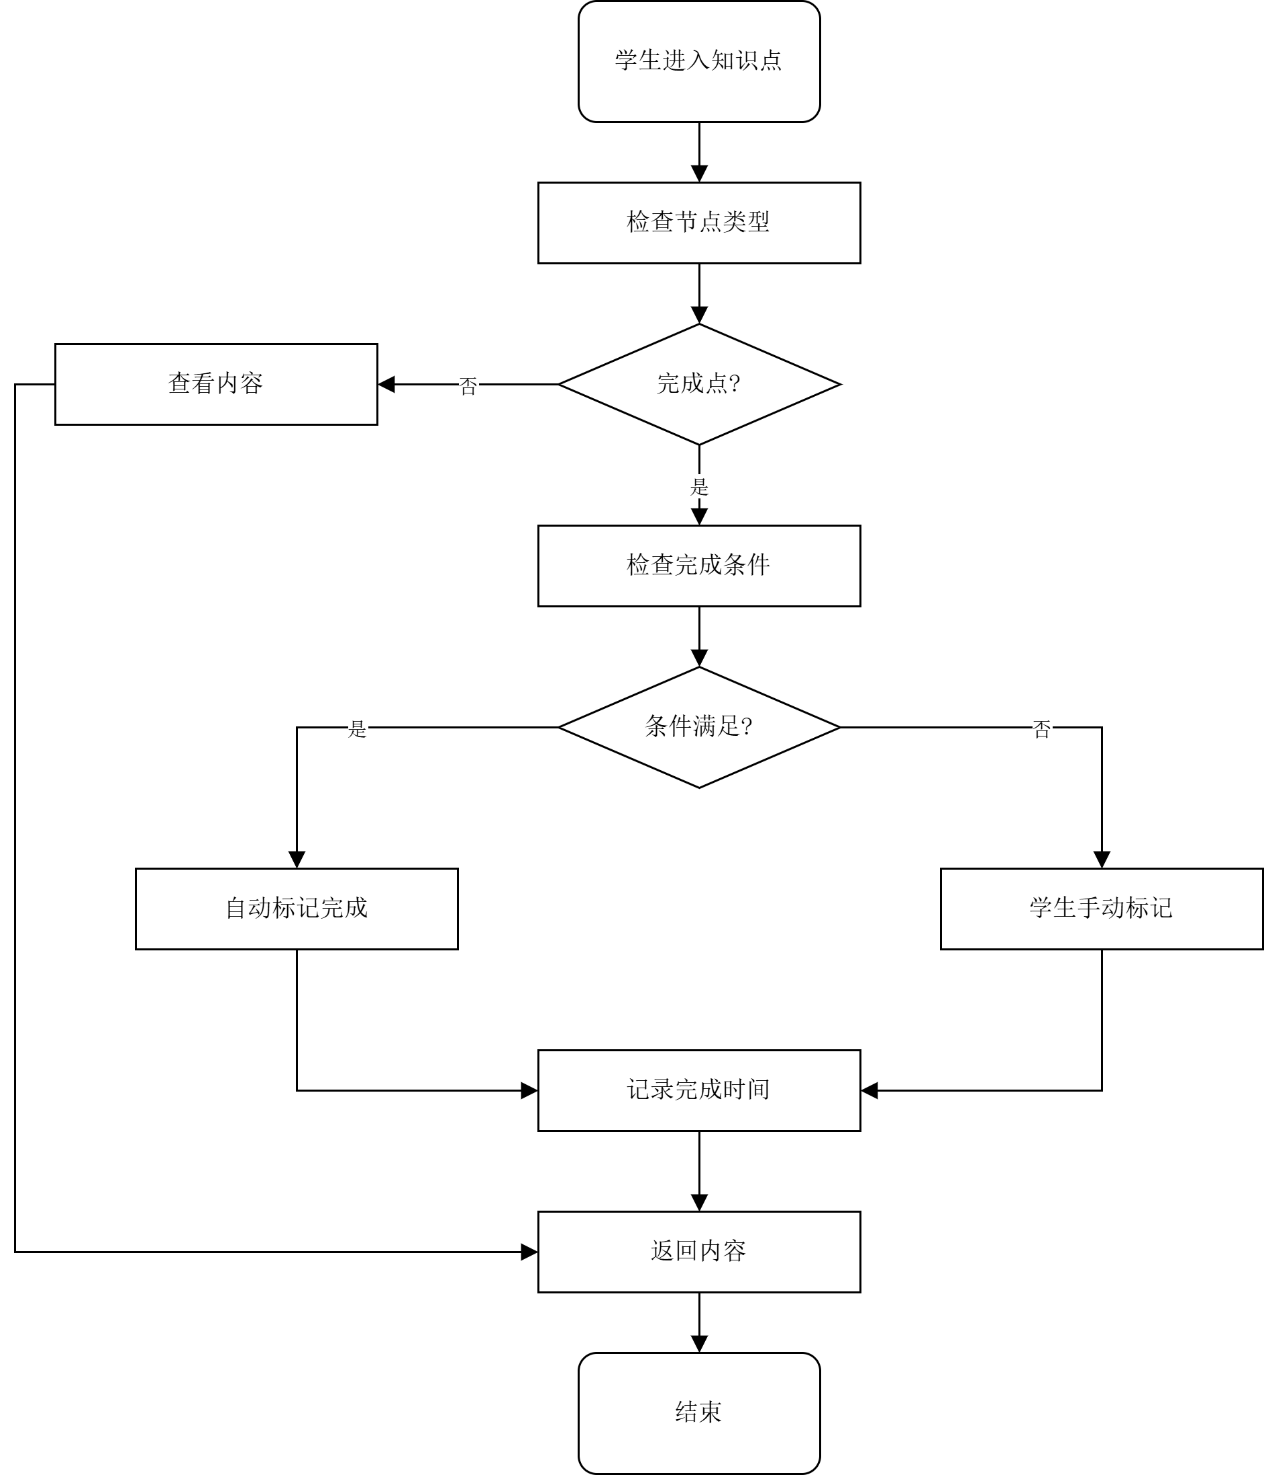 学生进入知识点
检查节点类型
查看内容
否
完成点?
是
检查完成条件
条件满足?
是
否
自动标记完成
学生手动标记
记录完成时间
返回内容
结束